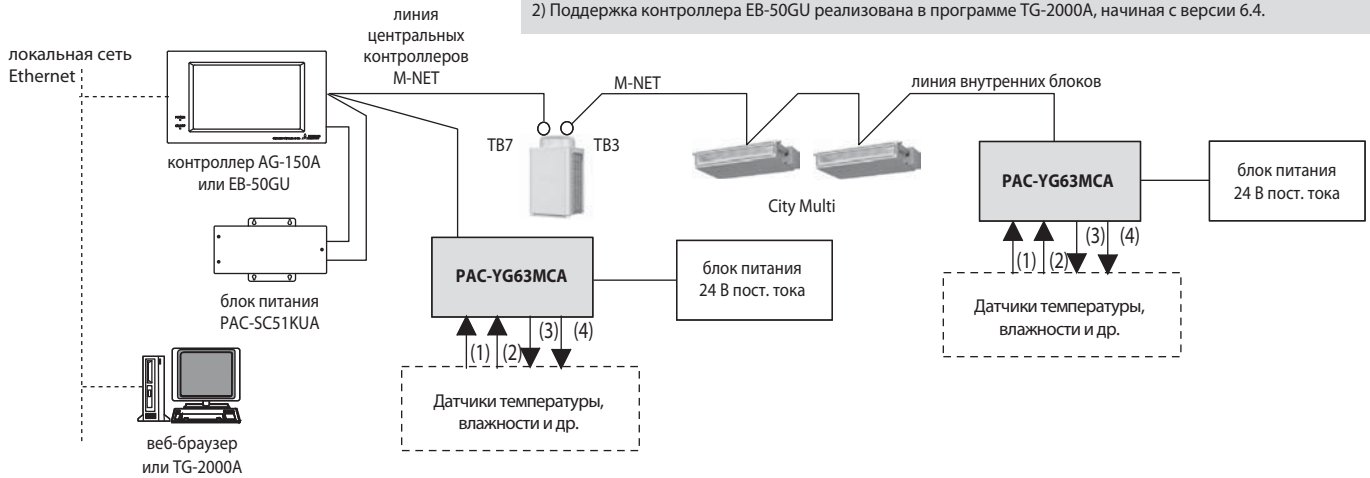 2) Поддержка контроллера EB-50GU реализована в программе TG-2000A, начиная с версии 6.4.
линия
центральных
контроллеров
M-NET
локальная сеть
Ethernet
M-NET
линия внутренних блоков
TB7
TB3
контроллер AG-150A
или EB-50GU
City Multi
PAC-YG63MCA
блок питания
24 В пост. тока
(1)
(2)
(3)
(4)
Датчики температуры,
влажности и др.
блок питания
PAC-SC51KUA
PAC-YG63MCA
блок питания
24 В пост. тока
(1)
(2)
(3)
(4)
Датчики температуры,
влажности и др.
веб-браузер
или TG-2000A